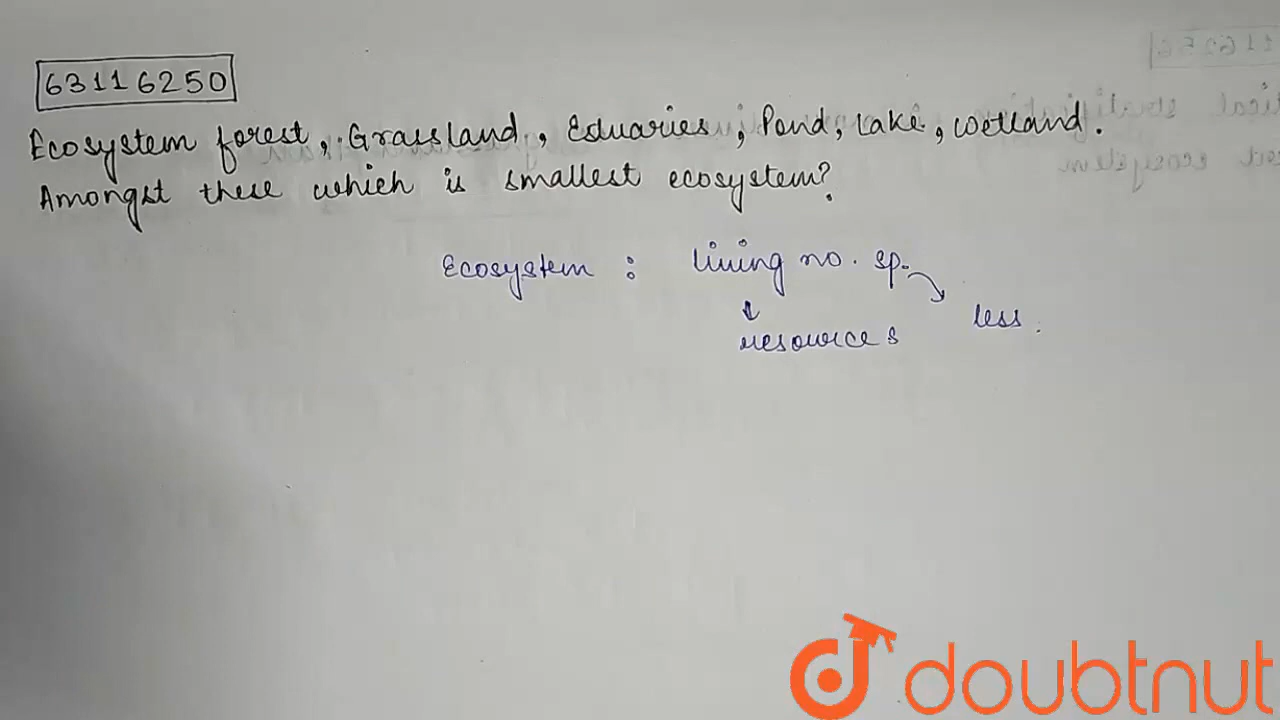 63116250
Ecosystem forest, Grassland, Estuaries, Pond, Lake, wetland.
Amongst these which is smallest ecosystem?
Ecosystem : living no. sp.
resources less.
doubtnut